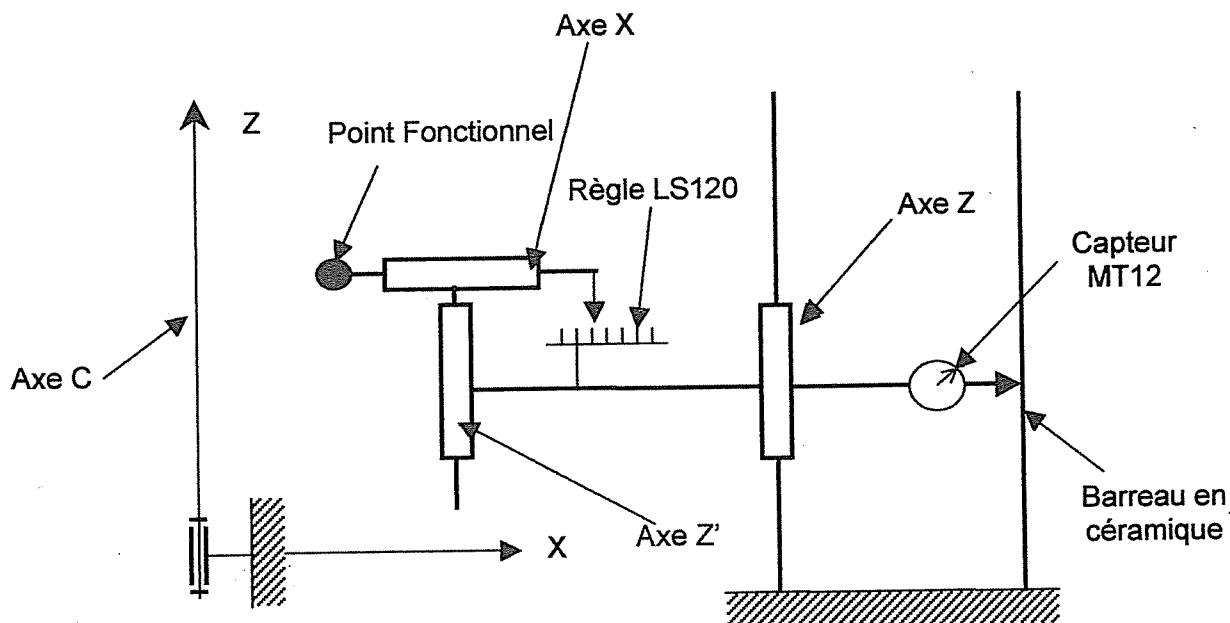 Axe X
Z
Point Fonctionnel
Règle LS120
Axe Z
Capteur
MT12
Axe C
Barreau en
céramique
Axe Z'
X